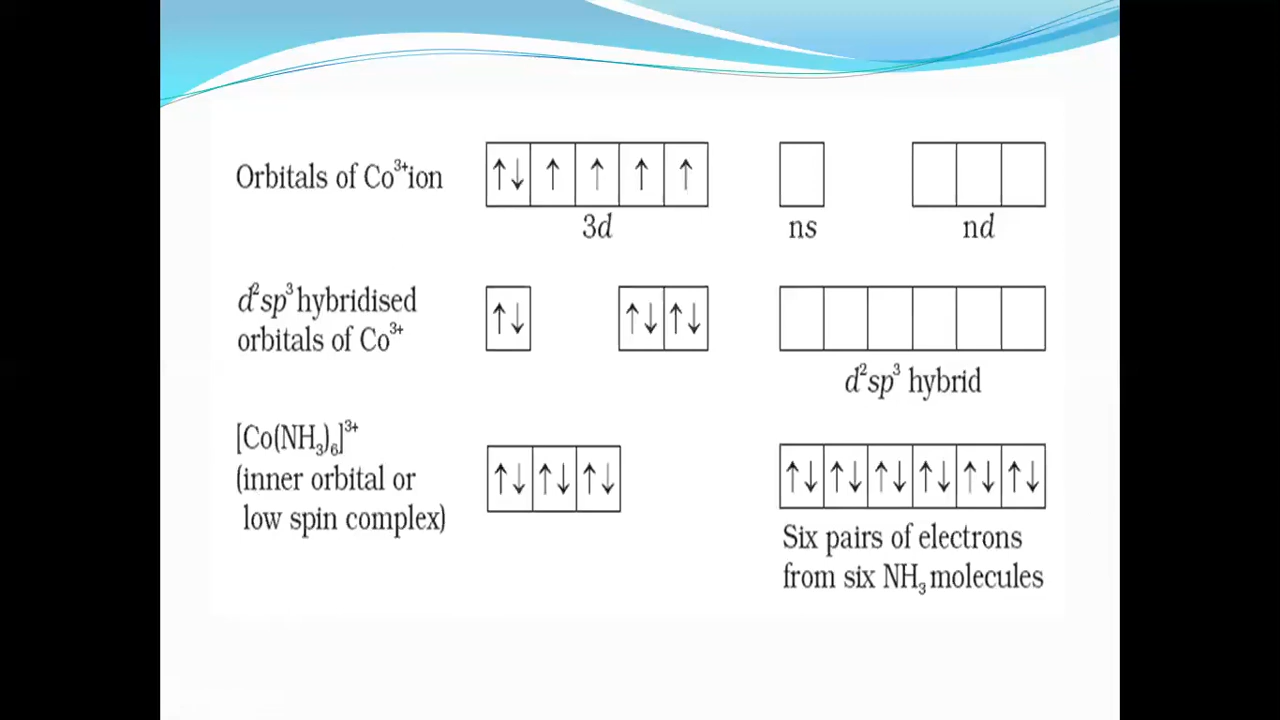 Orbitals of Co³⁺ion ↑↓ ↑ ↑ ↑ ↑
3d ns nd
d²sp³ hybridised
orbitals of Co³⁺ ↑↓ ↑↓ ↑↓
d²sp³ hybrid
[Co(NH₃)₆]³⁺
(inner orbital or ↑↓ ↑↓ ↑↓ ↑↓ ↑↓ ↑↓ ↑↓ ↑↓ ↑↓
low spin complex)
Six pairs of electrons
from six NH₃ molecules